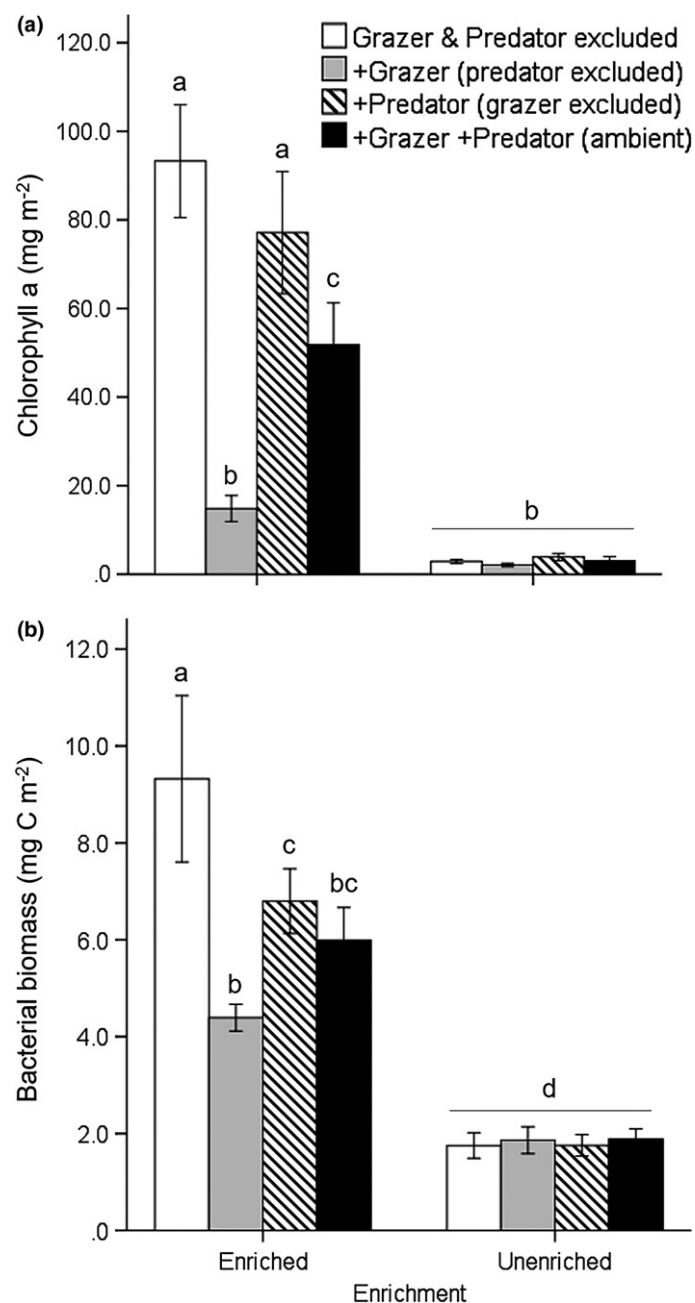 (a)
120.0
100.0
80.0
60.0
40.0
20.0
.0
Chlorophyll a (mg m⁻²)
Grazer & Predator excluded
+Grazer (predator excluded)
+Predator (grazer excluded)
+Grazer +Predator (ambient)
a
b
a
c
b
(b)
12.0
10.0
8.0
6.0
4.0
2.0
.0
Bacterial biomass (mg C m⁻²)
a
b
c
bc
d
Enriched
Unenriched
Enrichment